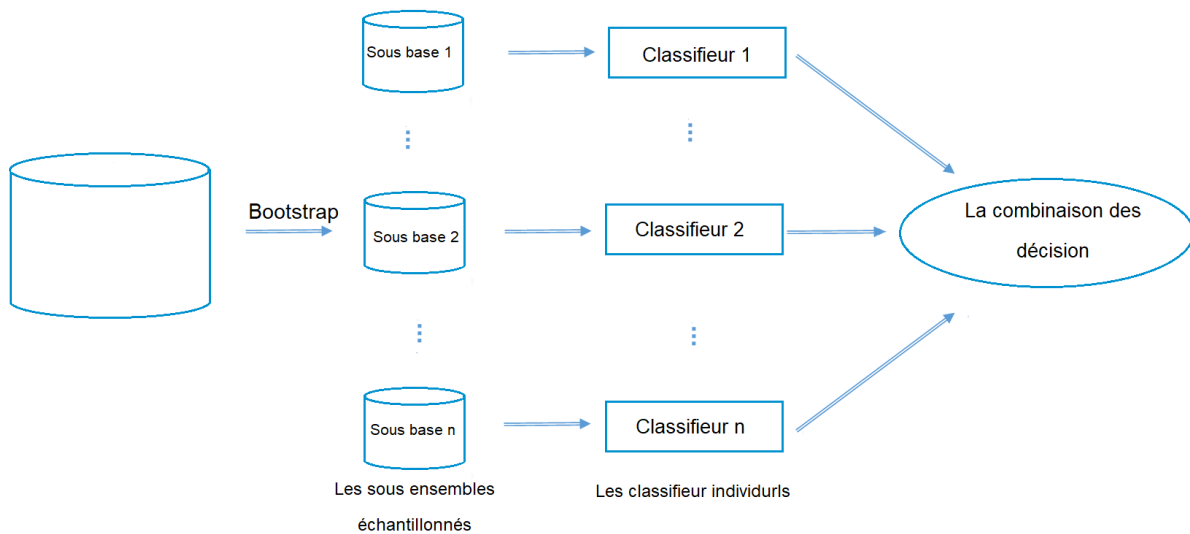 Sous base 1
Classifieur 1
Bootstrap
Sous base 2
Classifieur 2
La combinaison des
décision
Sous base n
Classifieur n
Les sous ensembles
échantillonnés
Les classifieur individurls